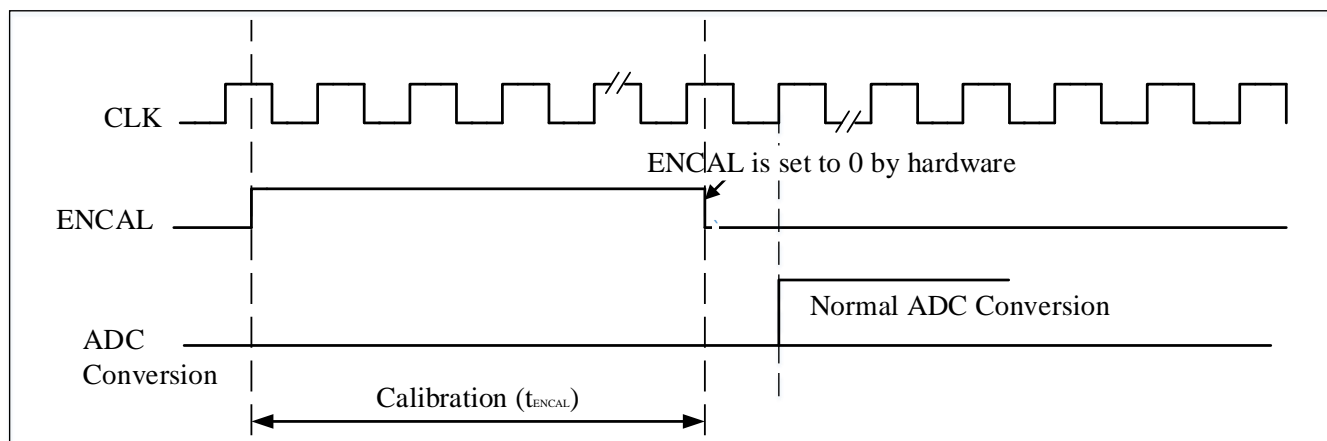 CLK
ENCAL is set to 0 by hardware
ENCAL
Normal ADC Conversion
ADC
Conversion
Calibration (tENCAL)